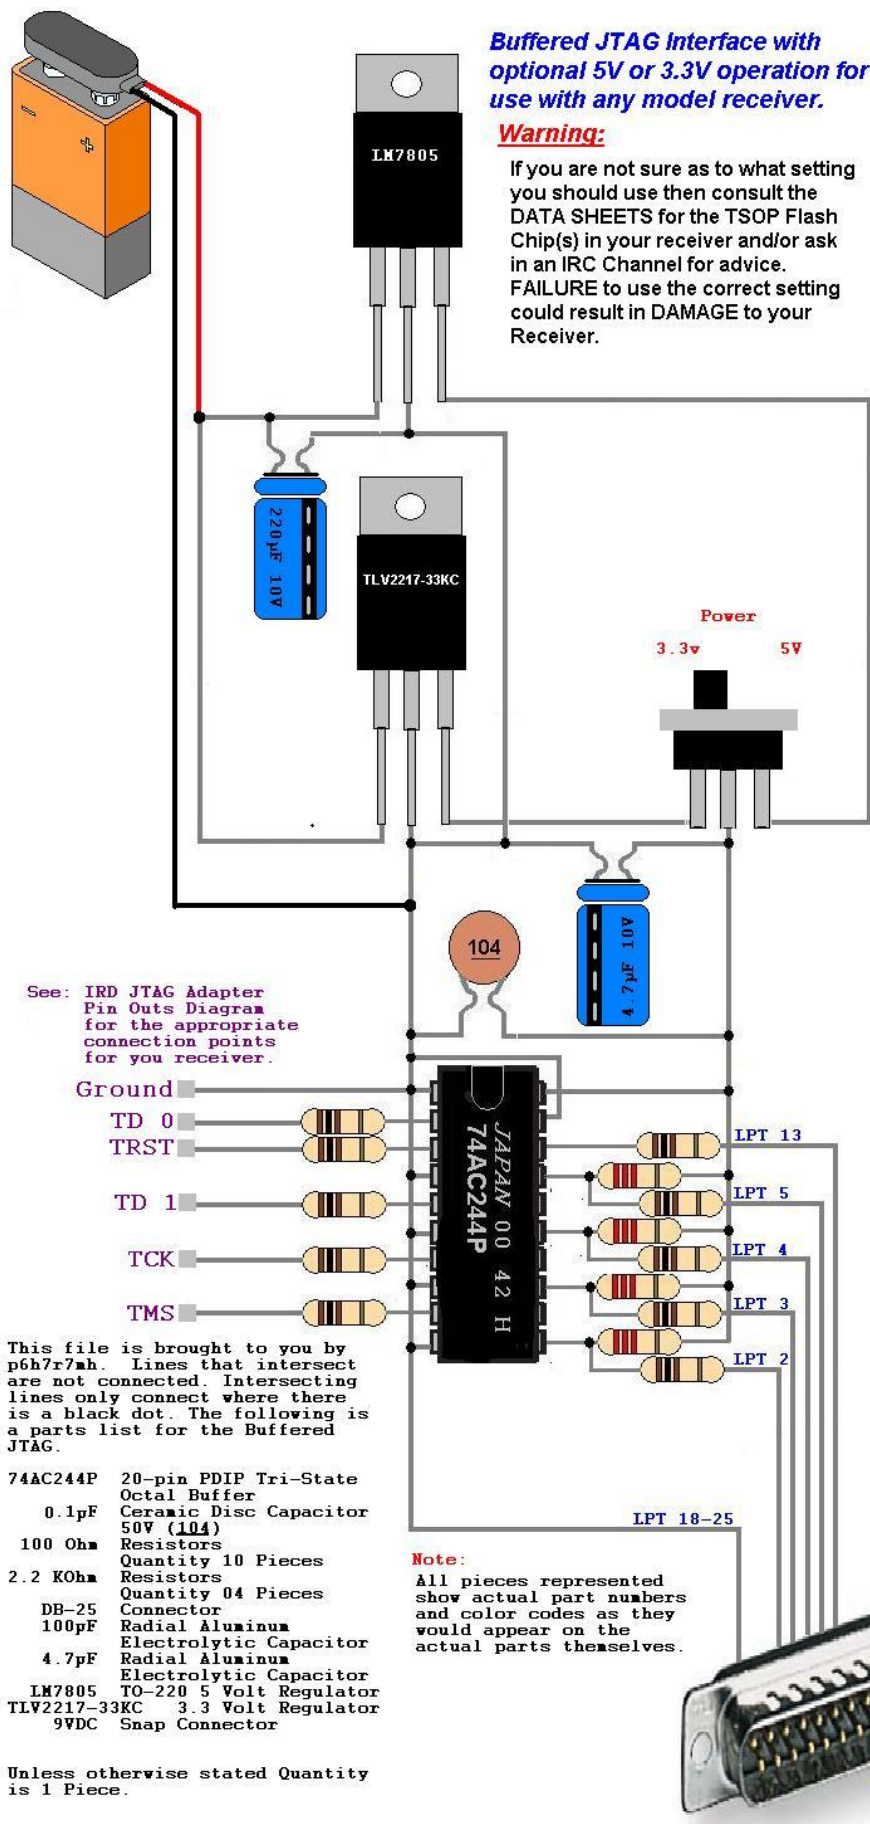 Buffered JTAG Interface with
optional 5V or 3.3V operation for
use with any model receiver.
Warning:
If you are not sure as to what setting
you should use then consult the
DATA SHEETS for the TSOP Flash
Chip(s) in your receiver and/or ask
in an IRC Channel for advice.
FAILURE to use the correct setting
could result in DAMAGE to your
Receiver.
LM7805
220µF 10V
TLV2217-33KC
Power
3.3v 5V
4.7µF 10V
104
See: IRD JTAG Adapter
Pin Outs Diagram
for the appropriate
connection points
for you receiver.
Ground
TD 0
TRST
TD 1
TCK
TMS
JAPAN 00 42 H
74AC244P
LPT 13
LPT 5
LPT 4
LPT 3
LPT 2
This file is brought to you by
p6h7r7mh. Lines that intersect
are not connected. Intersecting
lines only connect where there
is a black dot. The following is
a parts list for the Buffered
JTAG.
74AC244P 20-pin PDIP Tri-State
Octal Buffer
0.1pF Ceramic Disc Capacitor
50V (104)
100 Ohm Resistors
Quantity 10 Pieces
2.2 KOhm Resistors
Quantity 04 Pieces
DB-25 Connector
100pF Radial Aluminum
Electrolytic Capacitor
4.7pF Radial Aluminum
Electrolytic Capacitor
LM7805 TO-220 5 Volt Regulator
TLV2217-33KC 3.3 Volt Regulator
9VDC Snap Connector
Unless otherwise stated Quantity
is 1 Piece.
LPT 18-25
Note:
All pieces represented
show actual part numbers
and color codes as they
would appear on the
actual parts themselves.